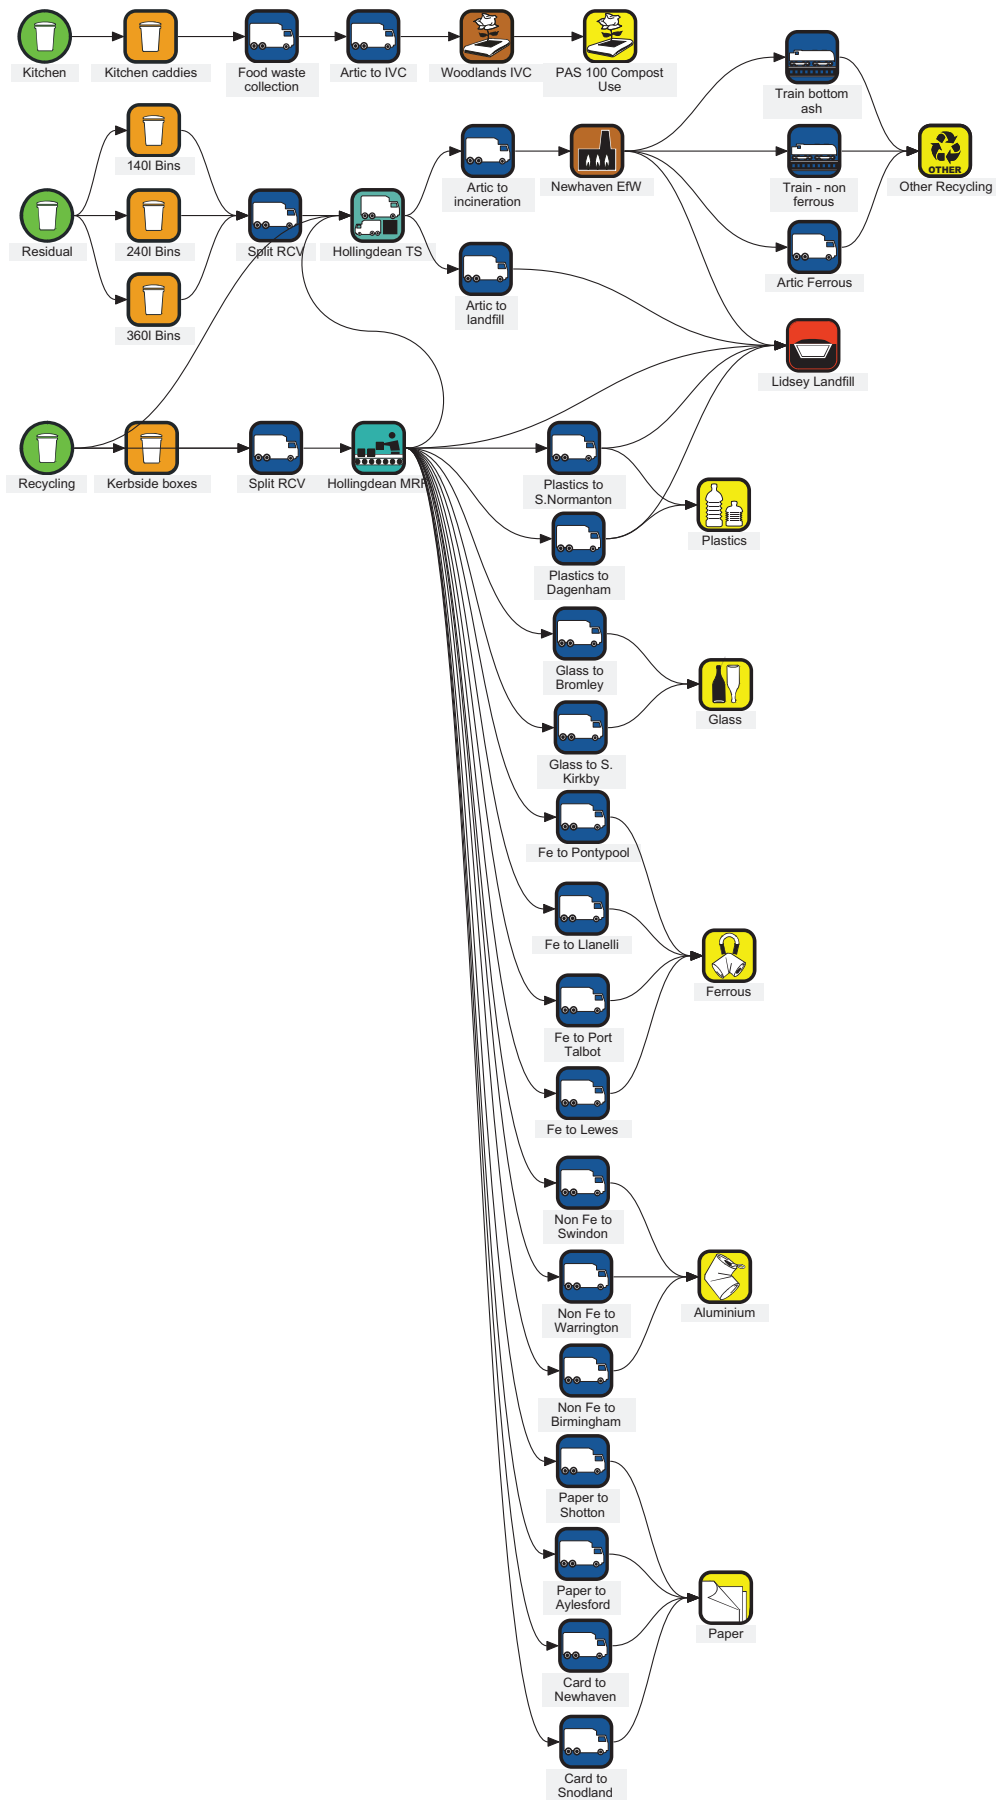 Kitchen
Kitchen caddies
Food waste
collection
Artic to IVC
Woodlands IVC
PAS 100 Compost
Use
Train bottom
ash
140l Bins
Artic to
incineration
Newhaven EfW
Train - non
ferrous
OTHER
Other Recycling
Residual
240l Bins
Split RCV
Hollingdean TS
Artic Ferrous
360l Bins
Artic to
landfill
Lidsey Landfill
Recycling
Kerbside boxes
Split RCV
Hollingdean MRF
Plastics to
S.Normanton
Plastics
Plastics to
Dagenham
Glass to
Bromley
Glass
Glass to S.
Kirkby
Fe to Pontypool
Fe to Llanelli
Ferrous
Fe to Port
Talbot
Fe to Lewes
Non Fe to
Swindon
Non Fe to
Warrington
Aluminium
Non Fe to
Birmingham
Paper to
Shotton
Paper to
Aylesford
Paper
Card to
Newhaven
Card to
Snodland